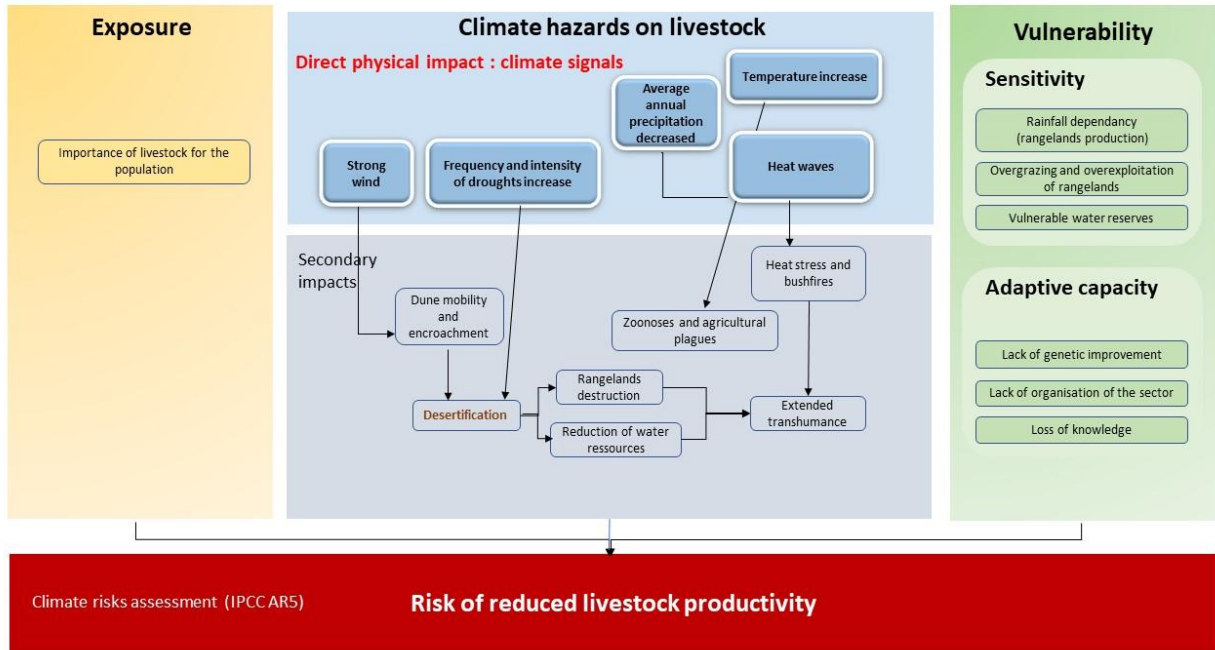 Exposure
Importance of livestock for the
population
Climate hazards on livestock
Direct physical impact : climate signals
Temperature increase
Average
annual
precipitation
decreased
Strong
wind
Frequency and intensity
of droughts increase
Heat waves
Secondary
impacts
Heat stress and
bushfires
Dune mobility
and
encroachment
Zoonoses and agricultural
plagues
Rangelands
destruction
Desertification
Extended
transhumance
Reduction of water
ressources
Vulnerability
Sensitivity
Rainfall dependancy
(rangelands production)
Overgrazing and overexploitation
of rangelands
Vulnerable water reserves
Adaptive capacity
Lack of genetic improvement
Lack of organisation of the sector
Loss of knowledge
Climate risks assessment (IPCC AR5)
Risk of reduced livestock productivity